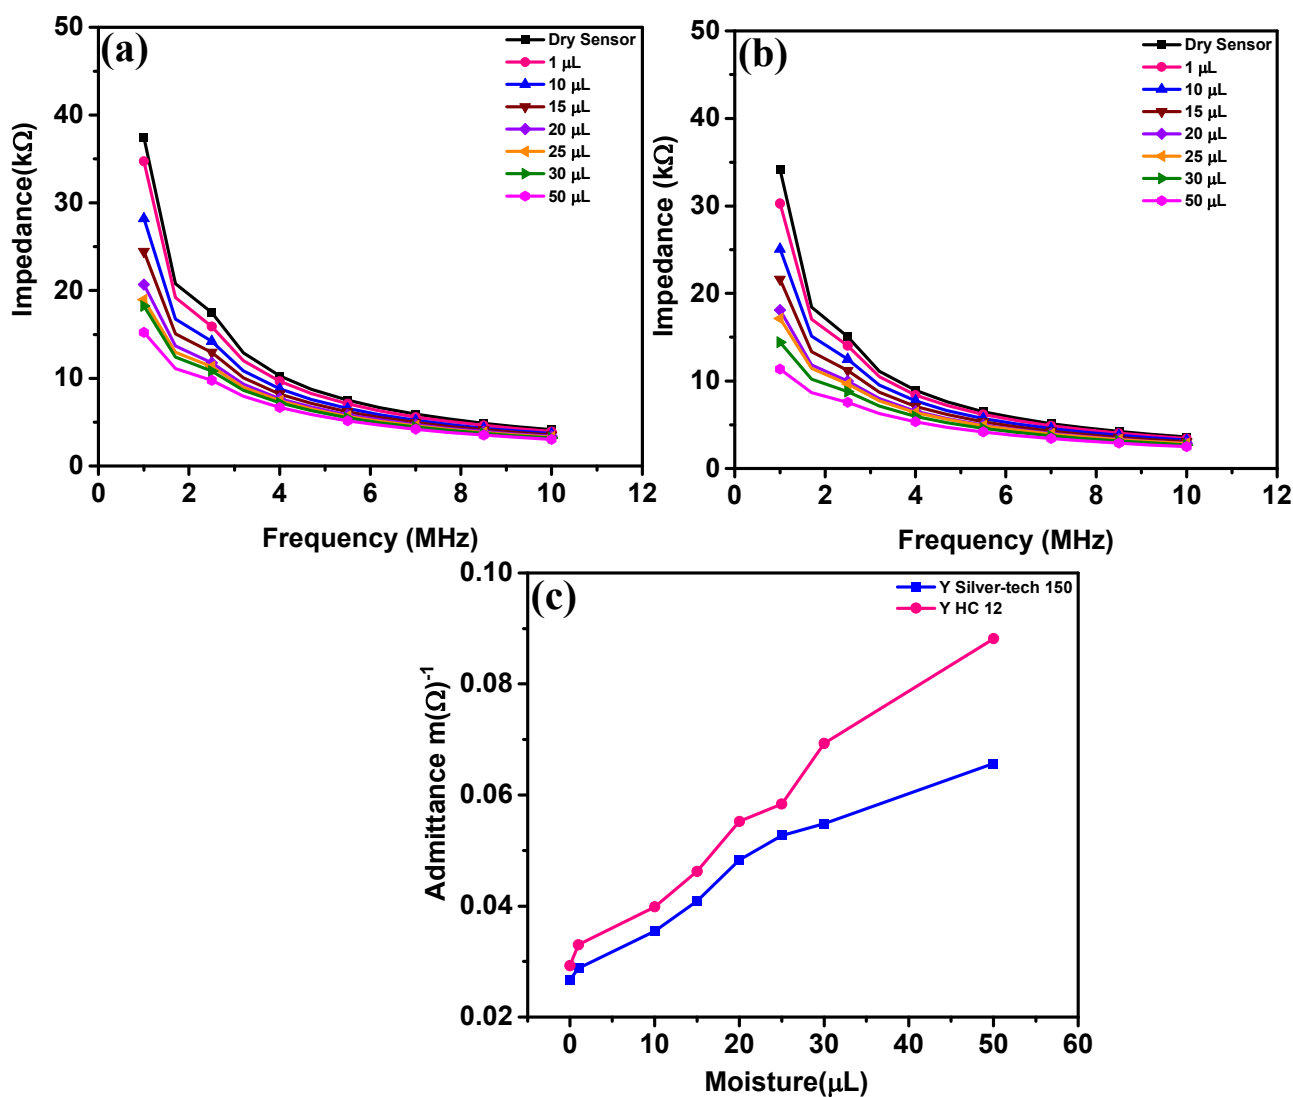 (a)
Dry Sensor
1 μL
10 μL
15 μL
20 μL
25 μL
30 μL
50 μL
50
40
30
20
10
0
Impedance(kΩ)
0 2 4 6 8 10 12
Frequency (MHz)
(b)
Dry Sensor
1 μL
10 μL
15 μL
20 μL
25 μL
30 μL
50 μL
50
40
30
20
10
0
Impedance (kΩ)
0 2 4 6 8 10 12
Frequency (MHz)
(c)
Y Silver-tech 150
Y HC 12
0.10
0.08
0.06
0.04
0.02
Admittance m(Ω)⁻¹
0 10 20 30 40 50 60
Moisture(μL)